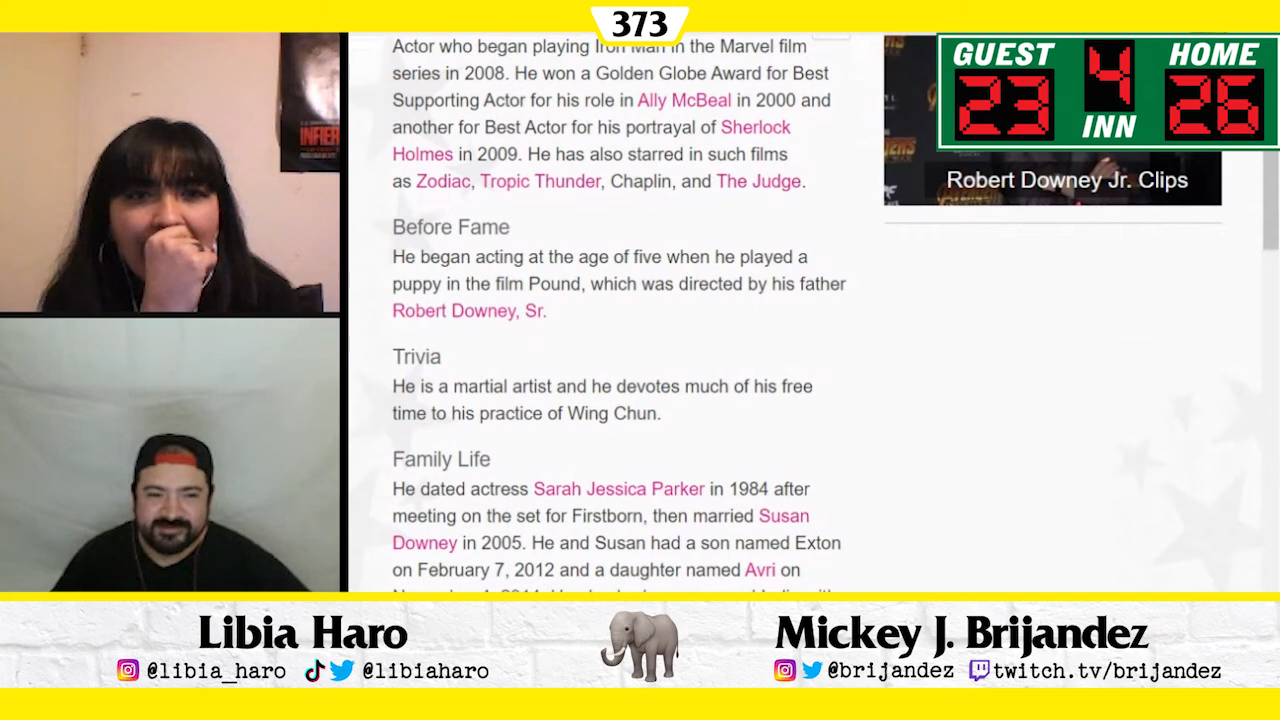 373
GUEST
HOME
23
4
26
INN
Actor who began playing Iron Man in the Marvel film
series in 2008. He won a Golden Globe Award for Best
Supporting Actor for his role in Ally McBeal in 2000 and
another for Best Actor for his portrayal of Sherlock
Holmes in 2009. He has also starred in such films
as Zodiac, Tropic Thunder, Chaplin, and The Judge.
Robert Downey Jr. Clips
Before Fame
He began acting at the age of five when he played a
puppy in the film Pound, which was directed by his father
Robert Downey, Sr.
Trivia
He is a martial artist and he devotes much of his free
time to his practice of Wing Chun.
Family Life
He dated actress Sarah Jessica Parker in 1984 after
meeting on the set for Firstborn, then married Susan
Downey in 2005. He and Susan had a son named Exton
on February 7, 2012 and a daughter named Avri on
Libia Haro
@libia_haro
@libiaharo
Mickey J. Brijandez
@brijandez
twitch.tv/brijandez